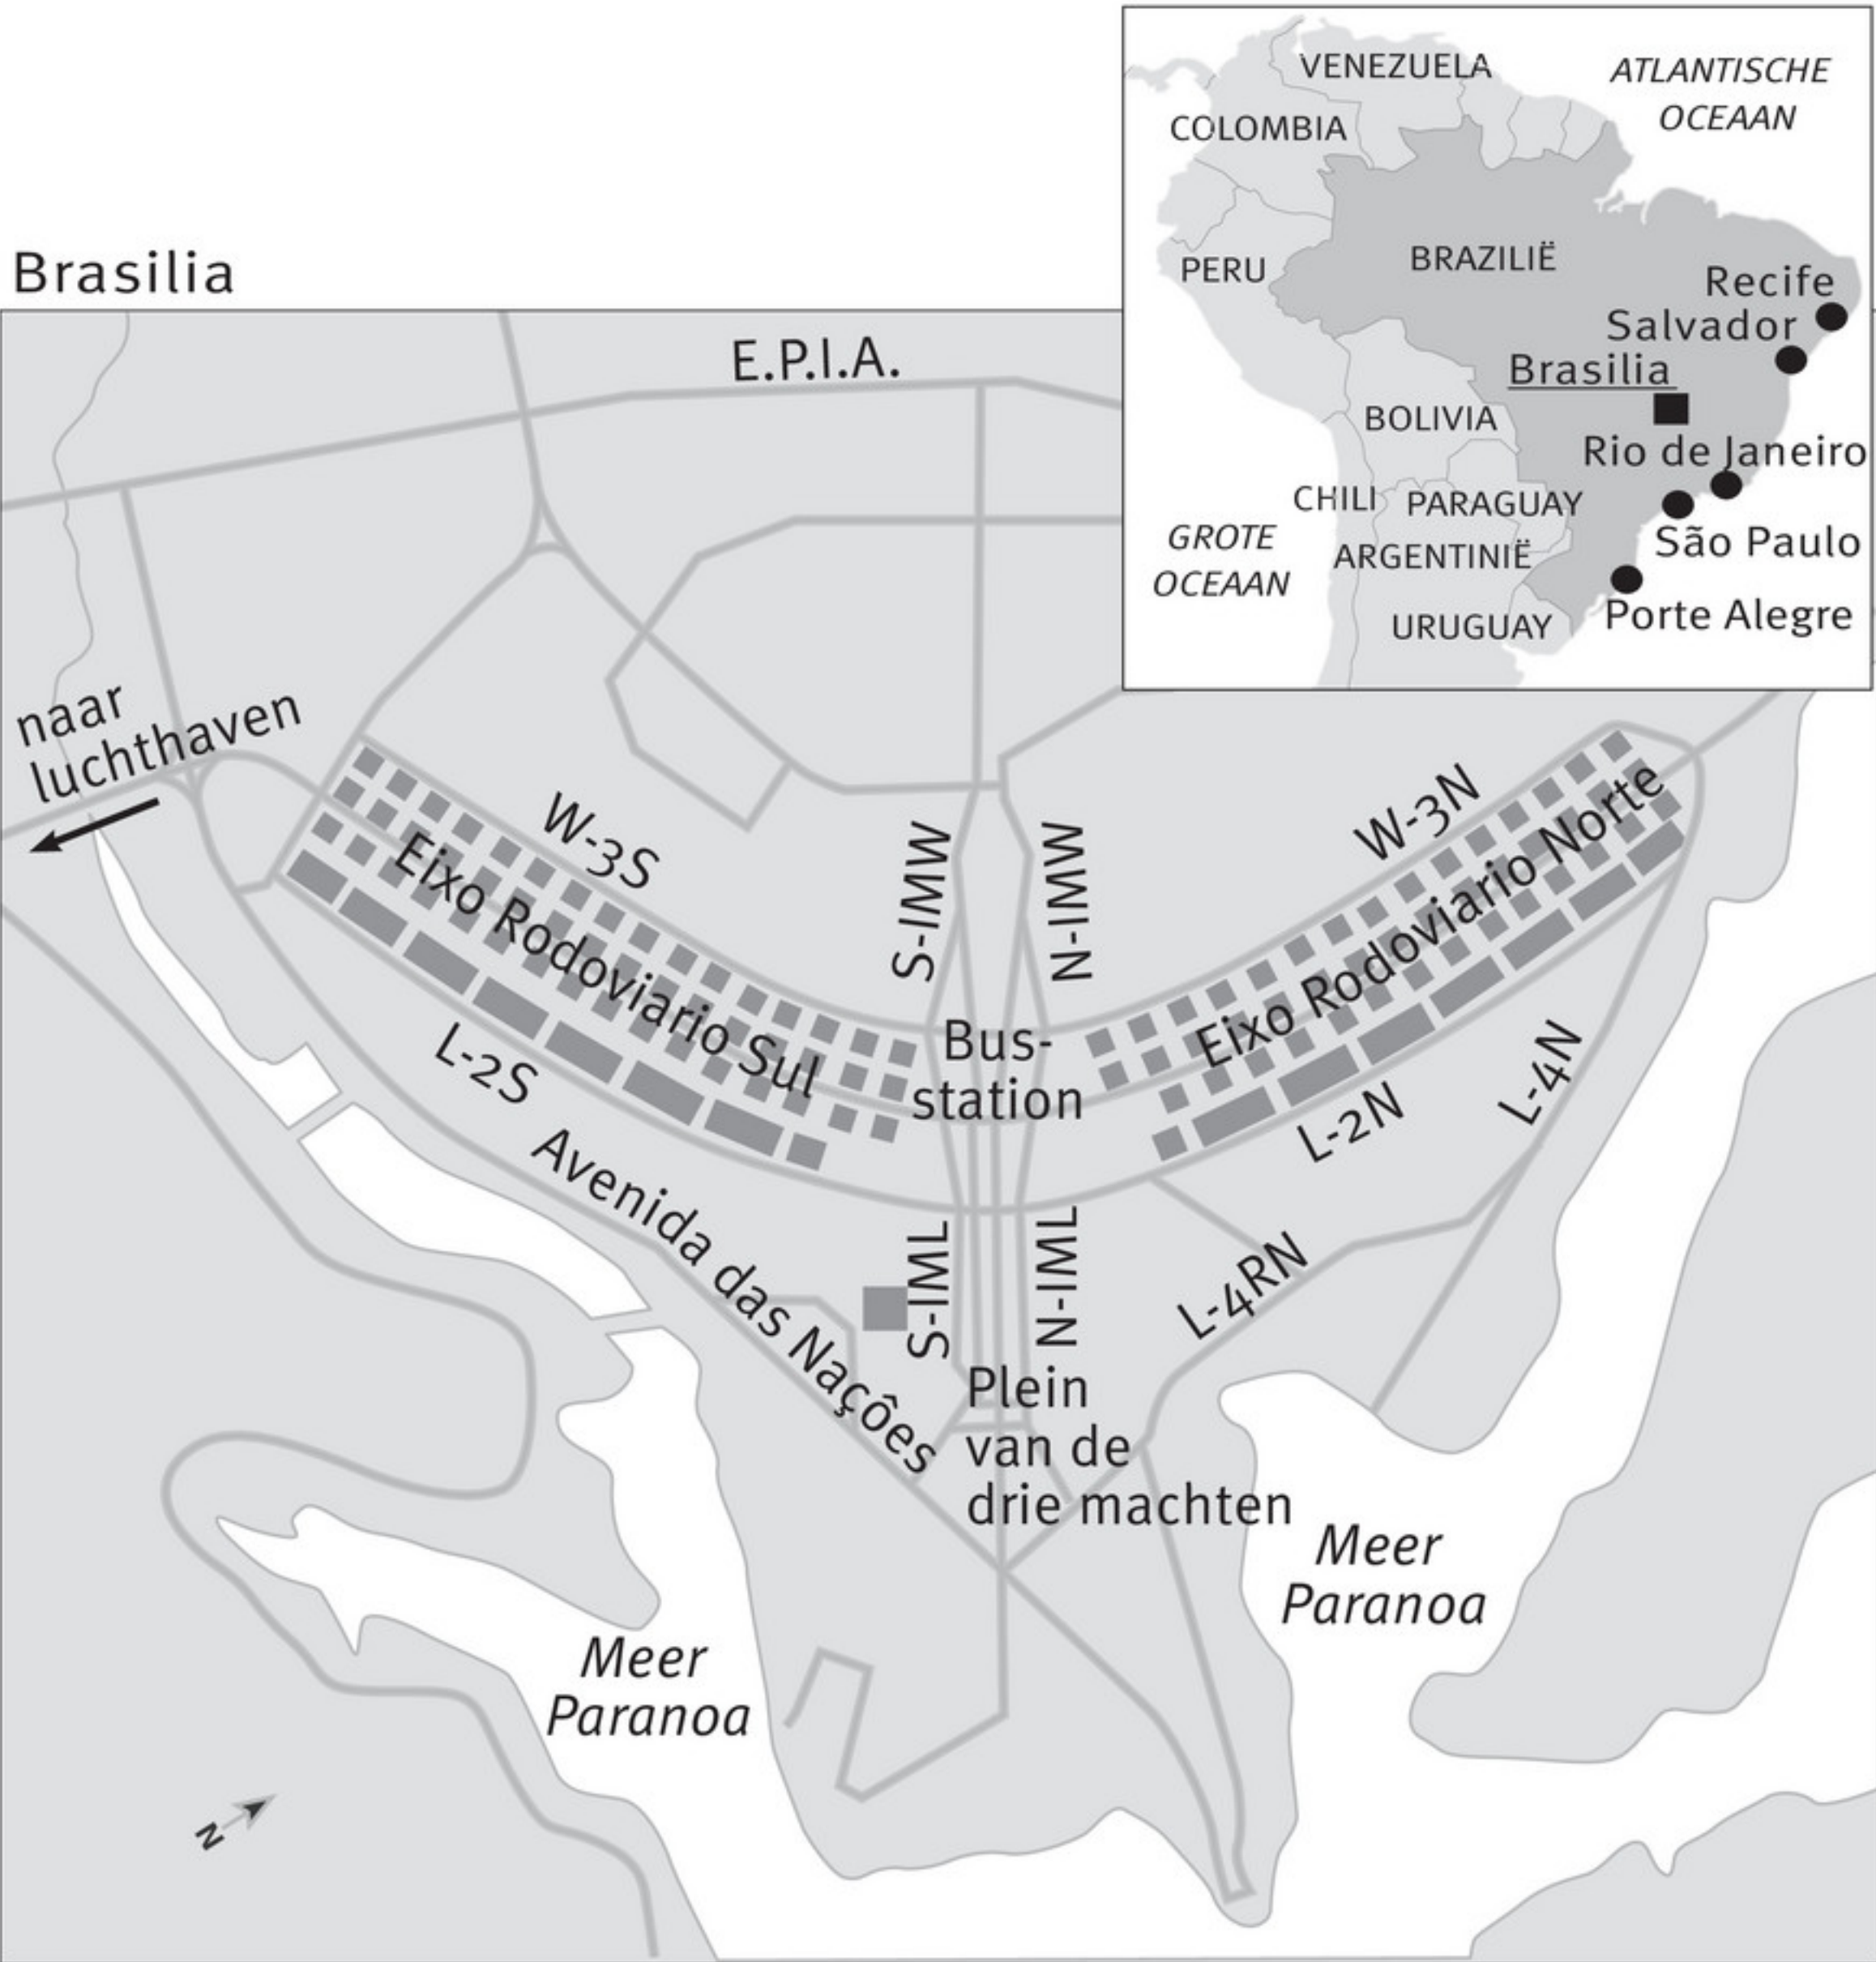 Brasilia
VENEZUELA
ATLANTISCHE
OCEAAN
COLOMBIA
PERU
BRAZILIË
Recife
Salvador
Brasilia
BOLIVIA
Rio de Janeiro
CHILI
PARAGUAY
GROTE
OCEAAN
São Paulo
ARGENTINIË
Porte Alegre
URUGUAY
E.P.I.A.
naar
luchthaven
W-3S
Eixo Rodoviario Sul
L-2S
S-IMW
N-IMW
W-3N
Eixo Rodoviario Norte
Bus-
station
L-2N
L-4N
Avenida das Naçôes
S-IML
N-IML
L-4RN
Plein
van de
drie machten
Meer
Paranoa
Meer
Paranoa
N